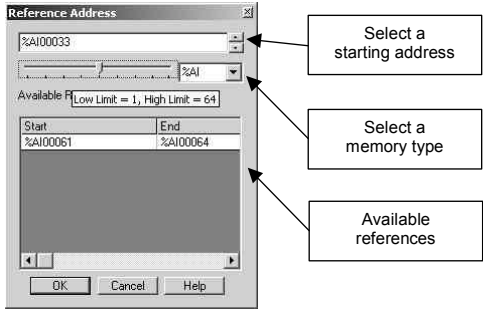 Reference Address
%AI00033
Select a
starting address
%AI
Available R
Low Limit = 1, High Limit = 64
Select a
memory type
Start End
%AI00061 %AI00064
Available
references
OK Cancel Help